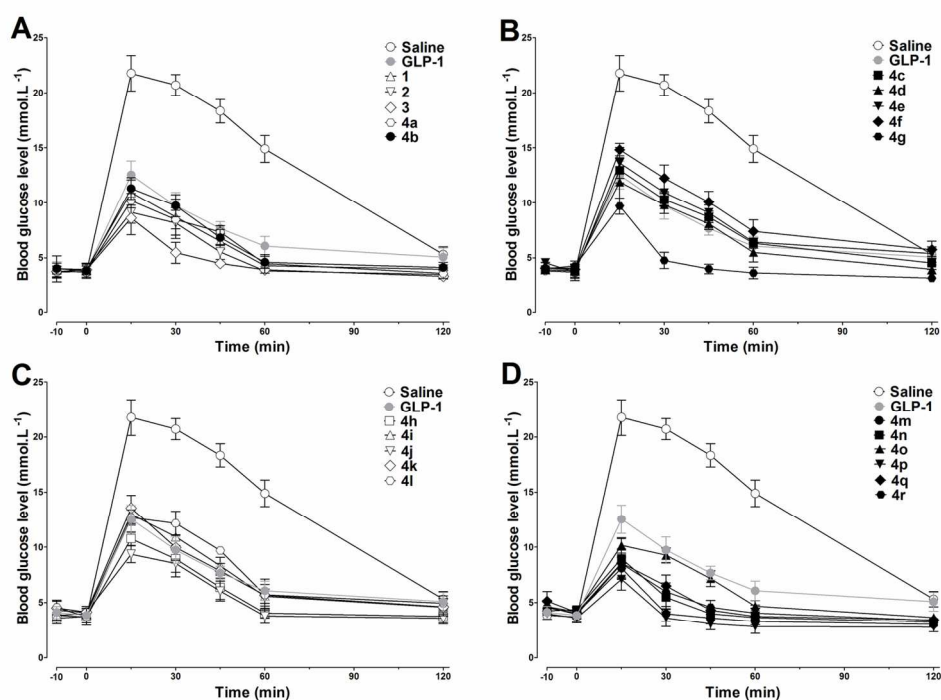 A
Blood glucose level (mmol.L⁻¹)
25
20
15
10
5
0
-10
0
30
60
90
120
Time (min)
Saline
GLP-1
1
2
3
4a
4b
B
Blood glucose level (mmol.L⁻¹)
25
20
15
10
5
0
-10
0
30
60
90
120
Time (min)
Saline
GLP-1
4c
4d
4e
4f
4g
C
Blood glucose level (mmol.L⁻¹)
25
20
15
10
5
0
-10
0
30
60
90
120
Time (min)
Saline
GLP-1
4h
4i
4j
4k
4l
D
Blood glucose level (mmol.L⁻¹)
25
20
15
10
5
0
-10
0
30
60
90
120
Time (min)
Saline
GLP-1
4m
4n
4o
4p
4q
4r